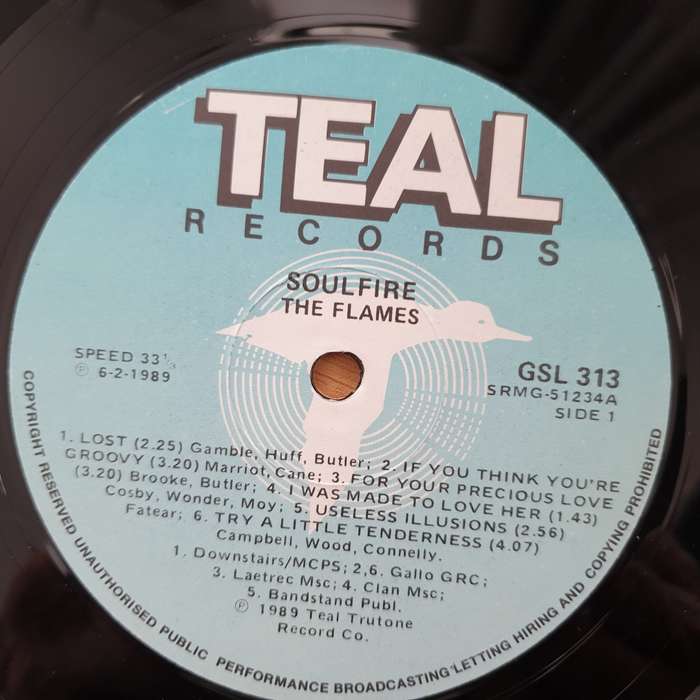 TEAL
RECORDS
SOULFIRE
THE FLAMES
SPEED 33 1/3
Ⓟ 6-2-1989
GSL 313
SRMG-51234A
SIDE 1
1. LOST (2.25) Gamble, Huff, Butler; 2. IF YOU THINK YOU'RE
GROOVY (3.20) Marriot, Cane; 3. FOR YOUR PRECIOUS LOVE
(3.20) Brooke, Butler; 4. I WAS MADE TO LOVE HER (1.43)
Cosby, Wonder, Moy; 5. USELESS ILLUSIONS (2.56)
Fatear; 6. TRY A LITTLE TENDERNESS (4.07)
Campbell, Wood, Connelly.
1. Downstairs/MCPS; 2,6. Gallo GRC;
3. Laetrec Msc; 4. Clan Msc;
5. Bandstand Publ.
Ⓟ 1989 Teal Trutone
Record Co.
COPYRIGHT RESERVED UNAUTHORISED PUBLIC PERFORMANCE BROADCASTING LETTING HIRING AND COPYING PROHIBITED